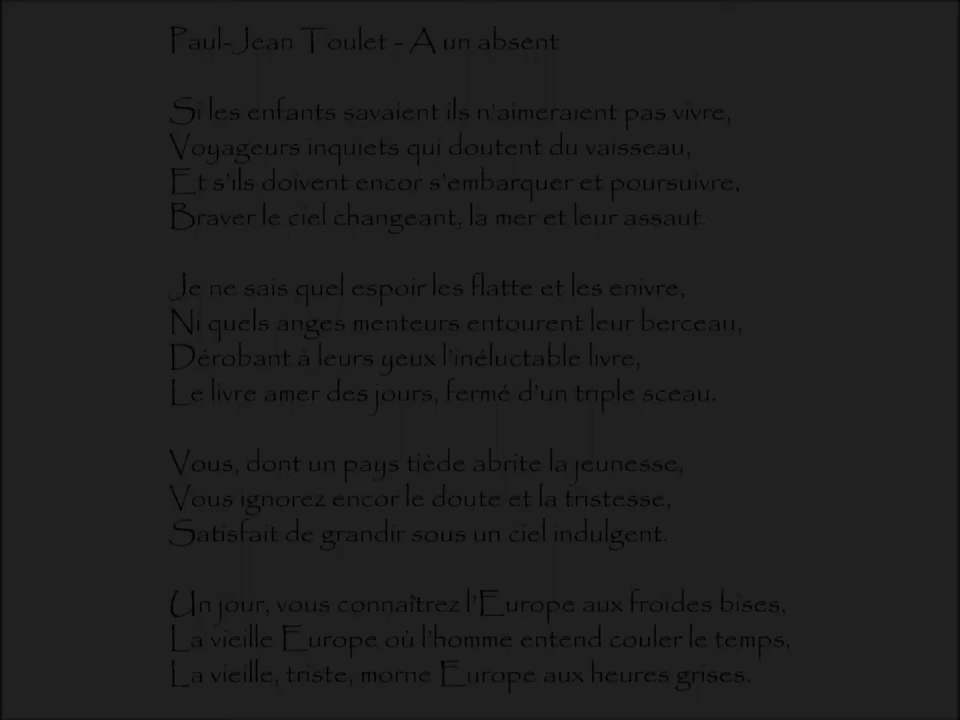 Paul-Jean Toulet - A un absent
Si les enfants savaient ils n'aimeraient pas vivre,
Voyageurs inquiets qui doutent du vaisseau,
Et s'ils doivent encor s'embarquer et poursuivre,
Braver le ciel changeant, la mer et leur assaut.
Je ne sais quel espoir les flatte et les enivre,
Ni quels anges menteurs entourent leur berceau,
Dérobant à leurs yeux l'inéluctable livre,
Le livre amer des jours, fermé d'un triple sceau.
Vous, dont un pays tiède abrite la jeunesse,
Vous ignorez encor le doute et la tristesse,
Satisfait de grandir sous un ciel indulgent.
Un jour, vous connaîtrez l'Europe aux froides bises,
La vieille Europe où l'homme entend couler le temps,
La vieille, triste, morne Europe aux heures grises.